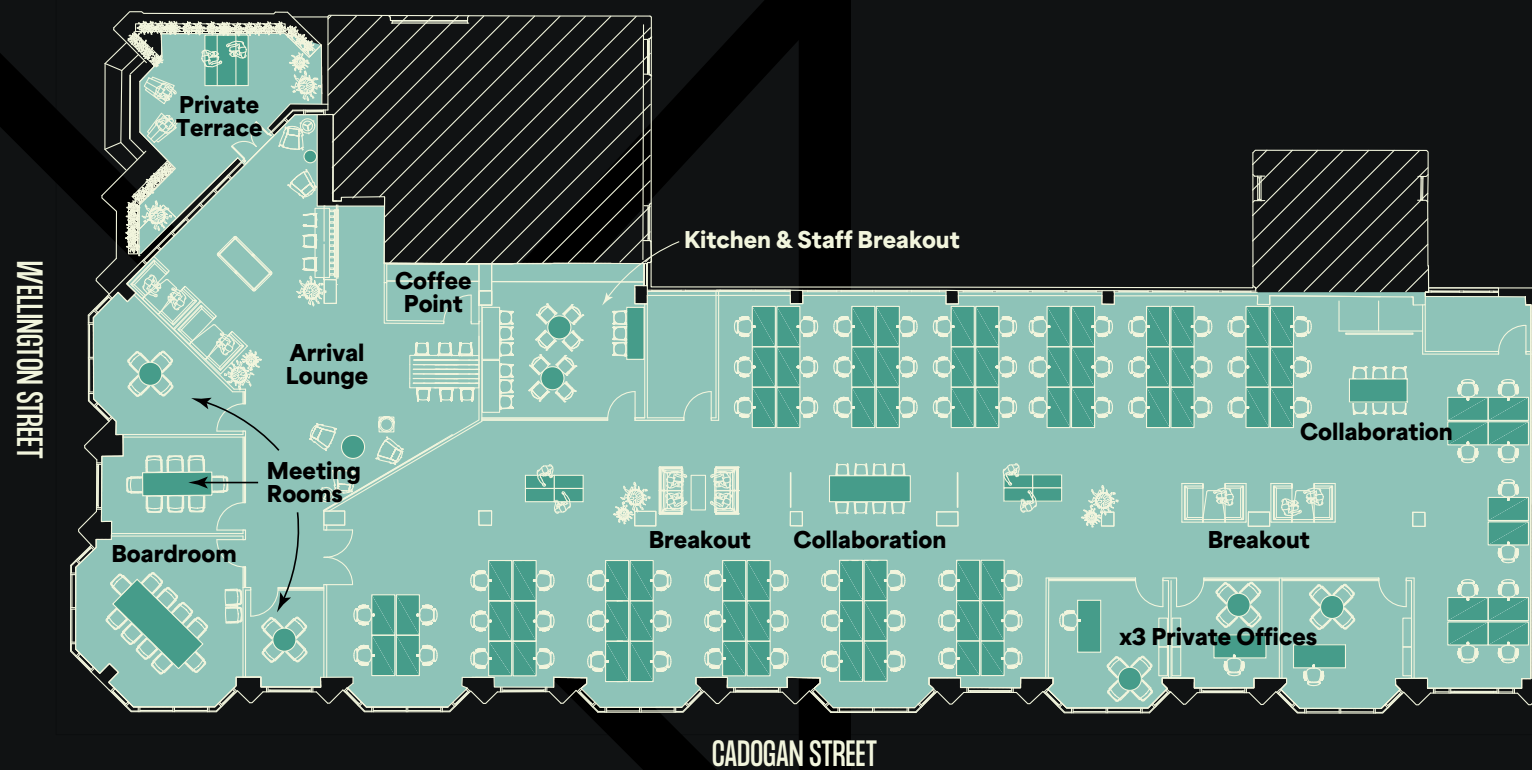 Private
Terrace
Kitchen & Staff Breakout
Coffee
Point
Arrival
Lounge
WELLINGTON STREET
Collaboration
Meeting
Rooms
Boardroom
Breakout
Collaboration
Breakout
x3 Private Offices
CADOGAN STREET